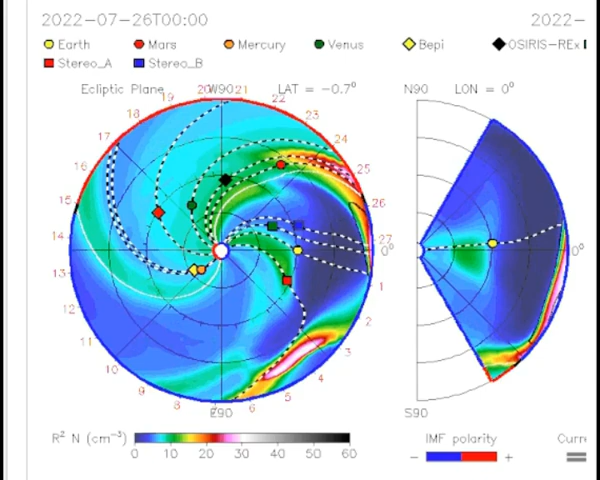 2022-07-26T00:00 2022-
Earth Mars Mercury Venus Bepi OSIRIS-REx
Stereo_A Stereo_B
Ecliptic Plane W90 LAT = -0.7° N90 LON = 0°
20 21
19 22
18 23
17 24
16 25
15 26
14 27 0° 0°
13 1
12 2
11 3
10 4
9 5
8 6
E90 S90
R² N (cm⁻³) 0 10 20 30 40 50 60
IMF polarity Curre
- +